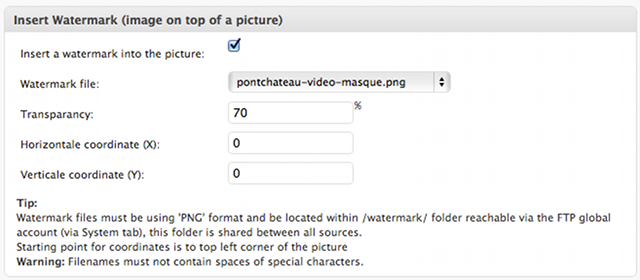 Insert Watermark (image on top of a picture)
Insert a watermark into the picture:
Watermark file: pontchateau-video-masque.png
Transparancy: 70 %
Horizontale coordinate (X): 0
Verticale coordinate (Y): 0
Tip:
Watermark files must be using 'PNG' format and be located within /watermark/ folder reachable via the FTP global
account (via System tab), this folder is shared between all sources.
Starting point for coordinates is to top left corner of the picture
Warning: Filenames must not contain spaces of special characters.